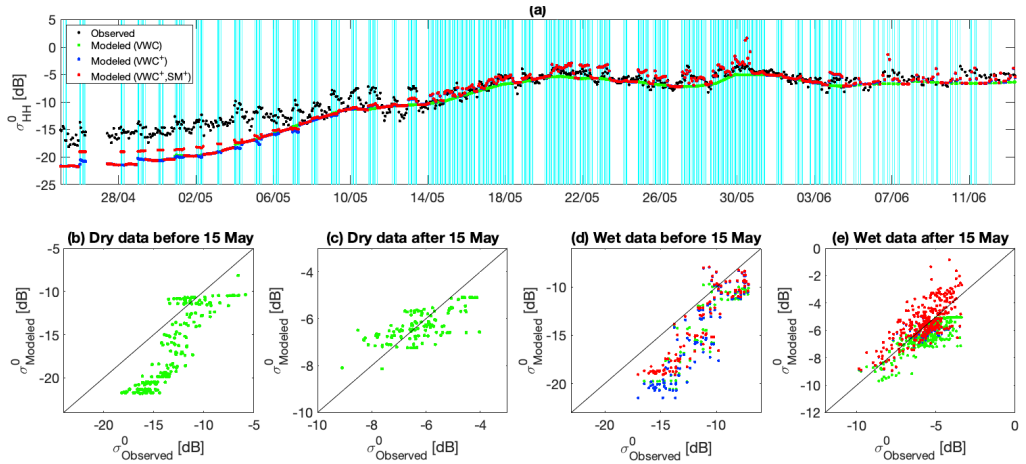 (a)
Observed
Modeled (VWC)
Modeled (VWC⁺)
Modeled (VWC⁺,SM⁺)
σ⁰HH [dB]
5
0
-5
-10
-15
-20
-25
28/04 02/05 06/05 10/05 14/05 18/05 22/05 26/05 30/05 03/06 07/06 11/06
(b) Dry data before 15 May
σ⁰Modeled [dB]
-5
-10
-15
-20
-20 -15 -10 -5
σ⁰Observed [dB]
(c) Dry data after 15 May
σ⁰Modeled [dB]
-4
-6
-8
-10
-10 -8 -6 -4
σ⁰Observed [dB]
(d) Wet data before 15 May
σ⁰Modeled [dB]
-10
-15
-20
-20 -15 -10
σ⁰Observed [dB]
(e) Wet data after 15 May
σ⁰Modeled [dB]
0
-2
-4
-6
-8
-10
-12
-10 -5 0
σ⁰Observed [dB]